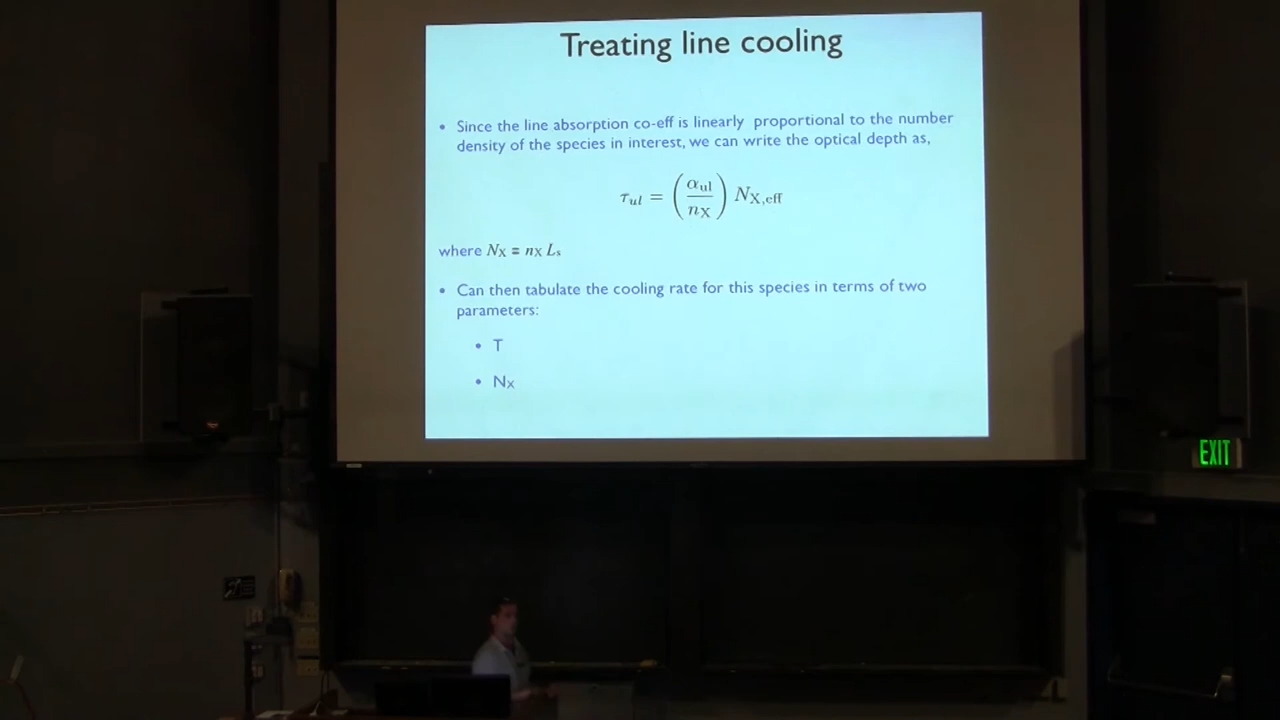 Treating line cooling
• Since the line absorption co-eff is linearly proportional to the number
density of the species in interest, we can write the optical depth as,
τ_ul = (α_ul / n_X) N_X,eff
where N_X = n_X L_s
• Can then tabulate the cooling rate for this species in terms of two
parameters:
• T
• N_X
EXIT